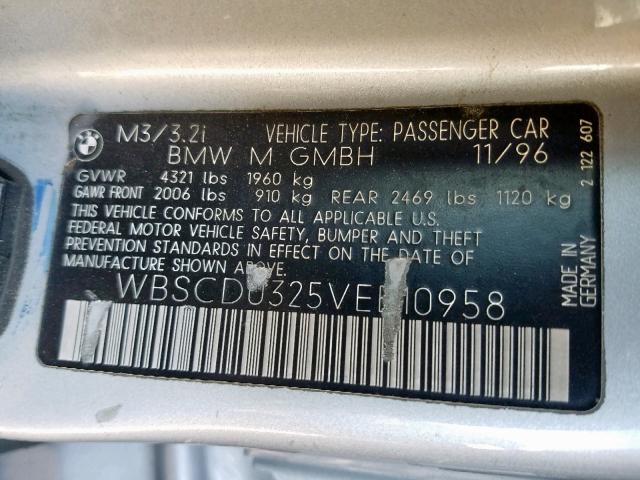 M3/3.2i VEHICLE TYPE: PASSENGER CAR
BMW M GMBH 11/96
GVWR 4321 lbs 1960 kg
GAWR FRONT 2006 lbs 910 kg REAR 2469 lbs 1120 kg
THIS VEHICLE CONFORMS TO ALL APPLICABLE U.S.
FEDERAL MOTOR VEHICLE SAFETY, BUMPER AND THEFT
PREVENTION STANDARDS IN EFFECT ON THE DATE OF
MANUFACTURE SHOWN ABOVE.
WBSCD0325VEE10958
2 122 607
MADE IN
GERMANY
BMW